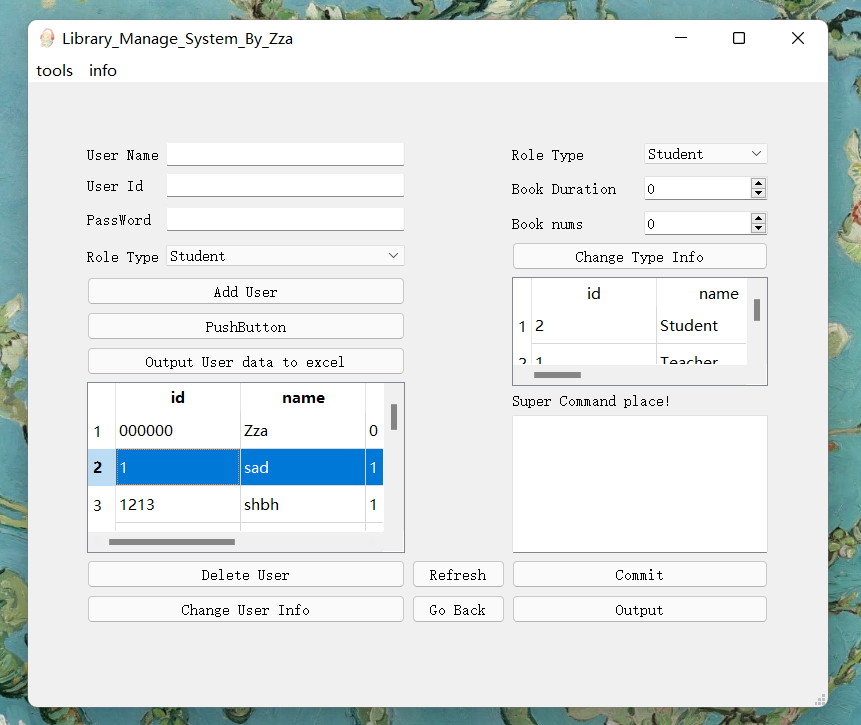 Library_Manage_System_By_Zza
tools info
User Name
User Id
PassWord
Role Type Student
Add User
PushButton
Output User data to excel
id name
1 000000 Zza 0
2 1 sad 1
3 1213 shbh 1
Delete User
Change User Info
Refresh
Go Back
Role Type Student
Book Duration 0
Book nums 0
Change Type Info
id name
1 2 Student
2 1 Teacher
Super Command place!
Commit
Output